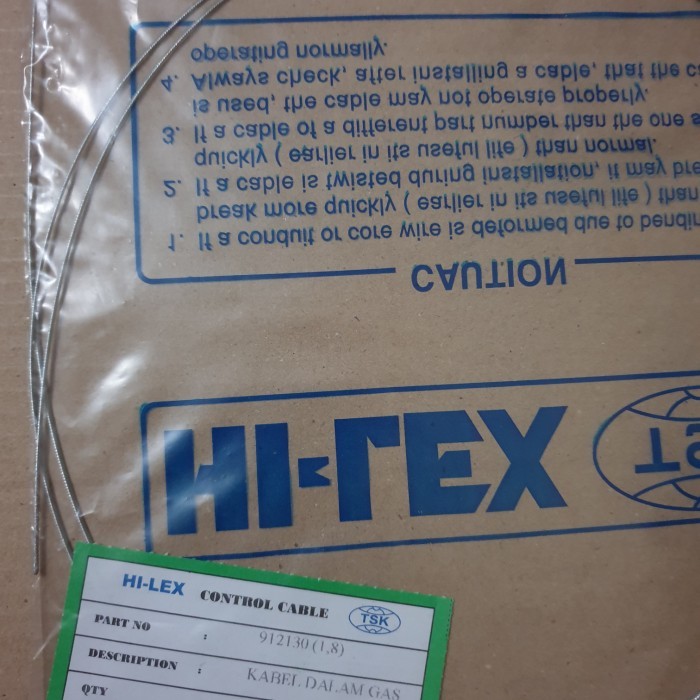 HI-LEX
CAUTION
1. If a conduit or core wire is deformed due to
break more quickly ( earlier in its useful life ) than
2. If a cable is twisted during installation, it may
quickly ( earlier in its useful life ) than normal.
3. If a cable of a different part number than the one
is used, the cable may not operate properly.
4. Always check, after installing a cable, that the
operating normally.
HI-LEX CONTROL CABLE TSK
PART NO : 912130 (1,8)
DESCRIPTION : KABEL DALAM GAS
QTY